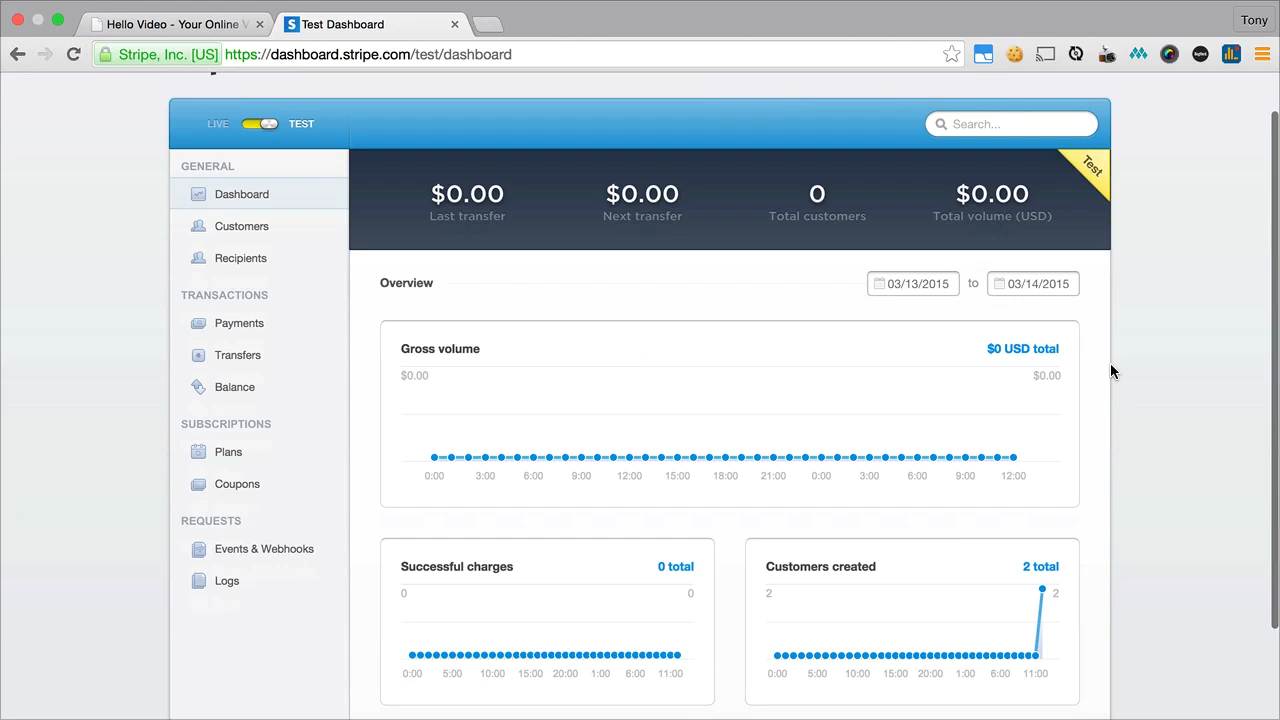 Hello Video - Your Online V
Test Dashboard
Tony
Stripe, Inc. [US] https://dashboard.stripe.com/test/dashboard
LIVE TEST
Search...
GENERAL
Dashboard
Customers
Recipients
TRANSACTIONS
Payments
Transfers
Balance
SUBSCRIPTIONS
Plans
Coupons
REQUESTS
Events & Webhooks
Logs
$0.00 $0.00 0 $0.00
Last transfer Next transfer Total customers Total volume (USD)
Test
Overview 03/13/2015 to 03/14/2015
Gross volume $0 USD total
$0.00 $0.00
0:00 3:00 6:00 9:00 12:00 15:00 18:00 21:00 0:00 3:00 6:00 9:00 12:00
Successful charges 0 total
0 0
0:00 5:00 10:00 15:00 20:00 1:00 6:00 11:00
Customers created 2 total
2 2
0:00 5:00 10:00 15:00 20:00 1:00 6:00 11:00